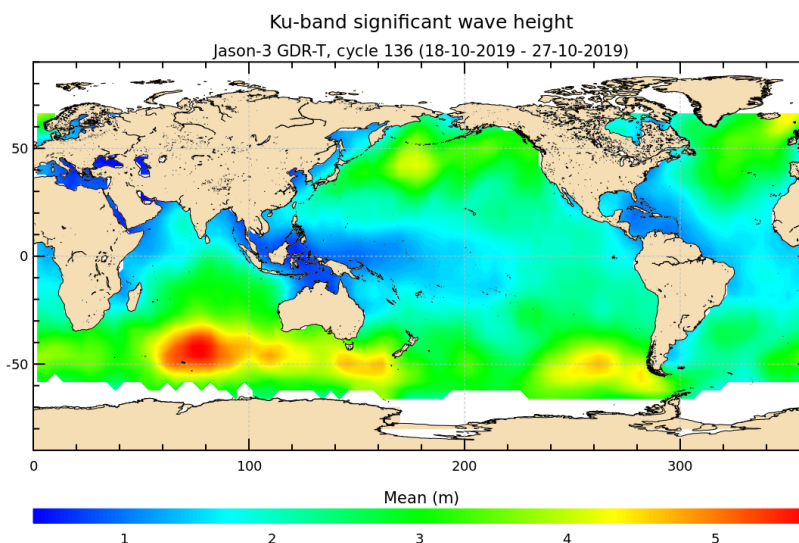 Ku-band significant wave height
Jason-3 GDR-T, cycle 136 (18-10-2019 - 27-10-2019)
50
0
-50
0 100 200 300
Mean (m)
1 2 3 4 5